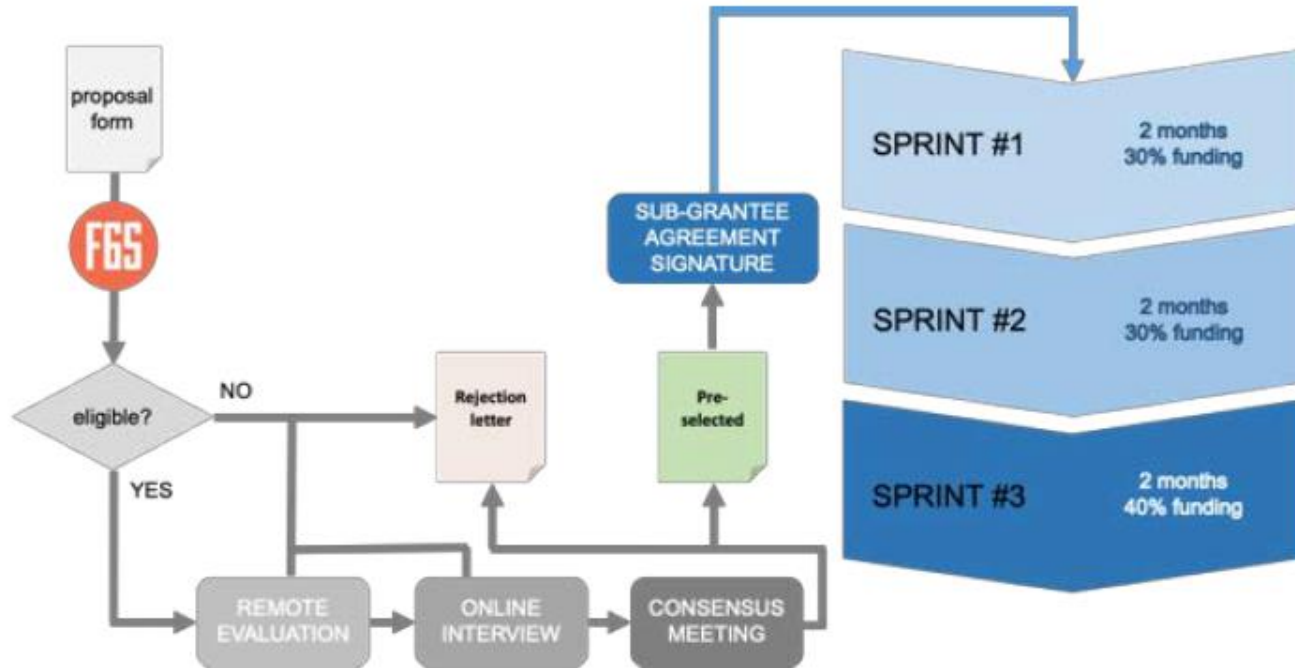 proposal
form
F6S
eligible?
NO
YES
REMOTE
EVALUATION
ONLINE
INTERVIEW
CONSENSUS
MEETING
Rejection
letter
Pre-
selected
SUB-GRANTEE
AGREEMENT
SIGNATURE
SPRINT #1
2 months
30% funding
SPRINT #2
2 months
30% funding
SPRINT #3
2 months
40% funding